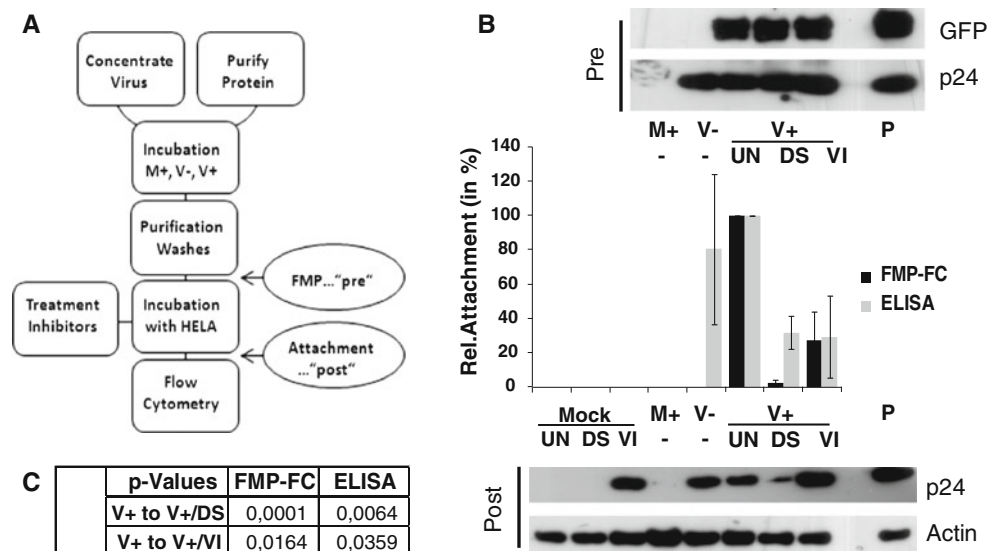 A
Concentrate
Virus
Purify
Protein
Incubation
M+, V-, V+
Purification
Washes
FMP..."pre"
Treatment
Inhibitors
Incubation
with HELA
Attachment
..."post"
Flow
Cytometry
B
Pre
GFP
p24
M+ V- V+ P
- - UN DS VI
Rel.Attachment (in %)
140
120
100
80
60
40
20
0
FMP-FC
ELISA
Mock M+ V- V+ P
UN DS VI - - UN DS VI
Post
p24
Actin
C
p-Values FMP-FC ELISA
V+ to V+/DS 0,0001 0,0064
V+ to V+/VI 0,0164 0,0359